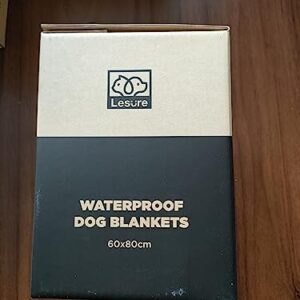 Lesure
WATERPROOF
DOG BLANKETS
60x80cm